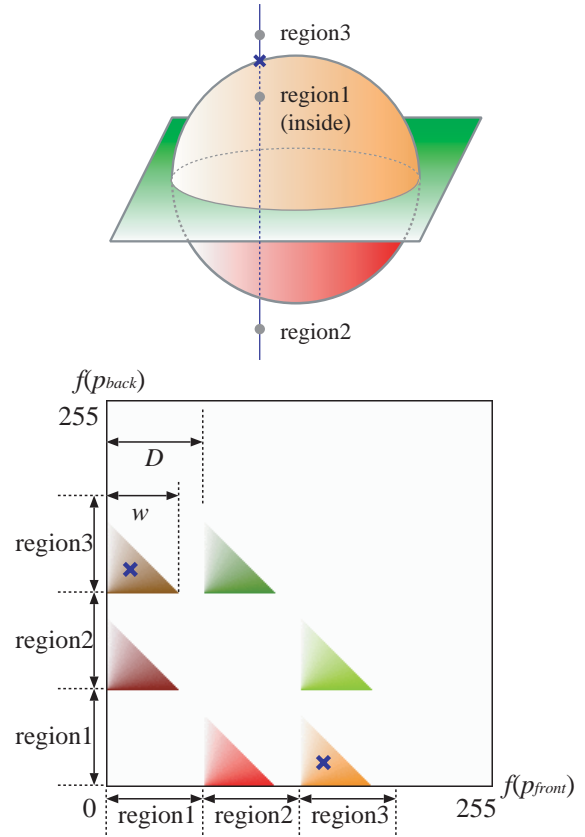 region3
region1
(inside)
region2
f(pback)
255
D
w
region3
region2
region1
f(pfront)
0
region1
region2
region3
255